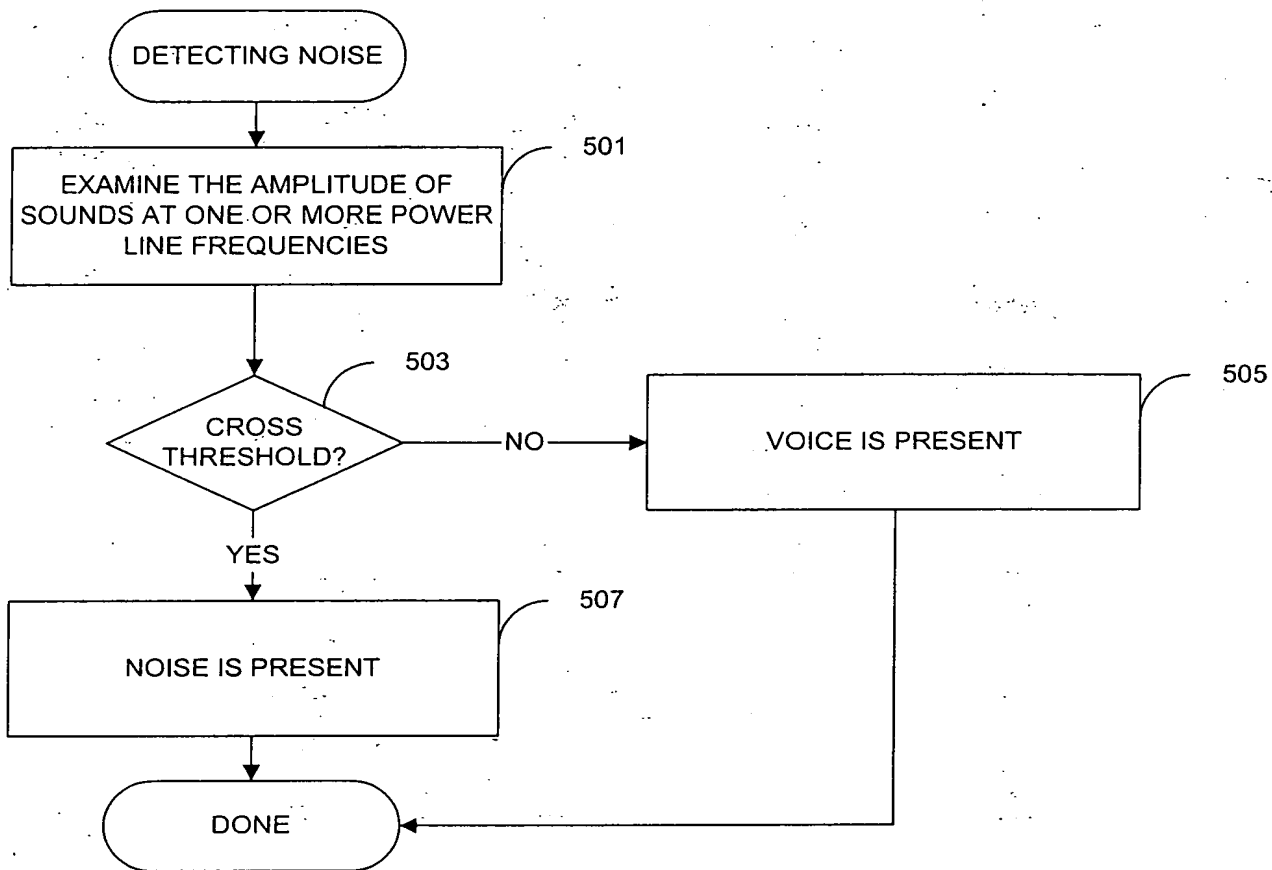 DETECTING NOISE
501
EXAMINE THE AMPLITUDE OF
SOUNDS AT ONE OR MORE POWER
LINE FREQUENCIES
503
CROSS
THRESHOLD?
NO
505
VOICE IS PRESENT
YES
507
NOISE IS PRESENT
DONE